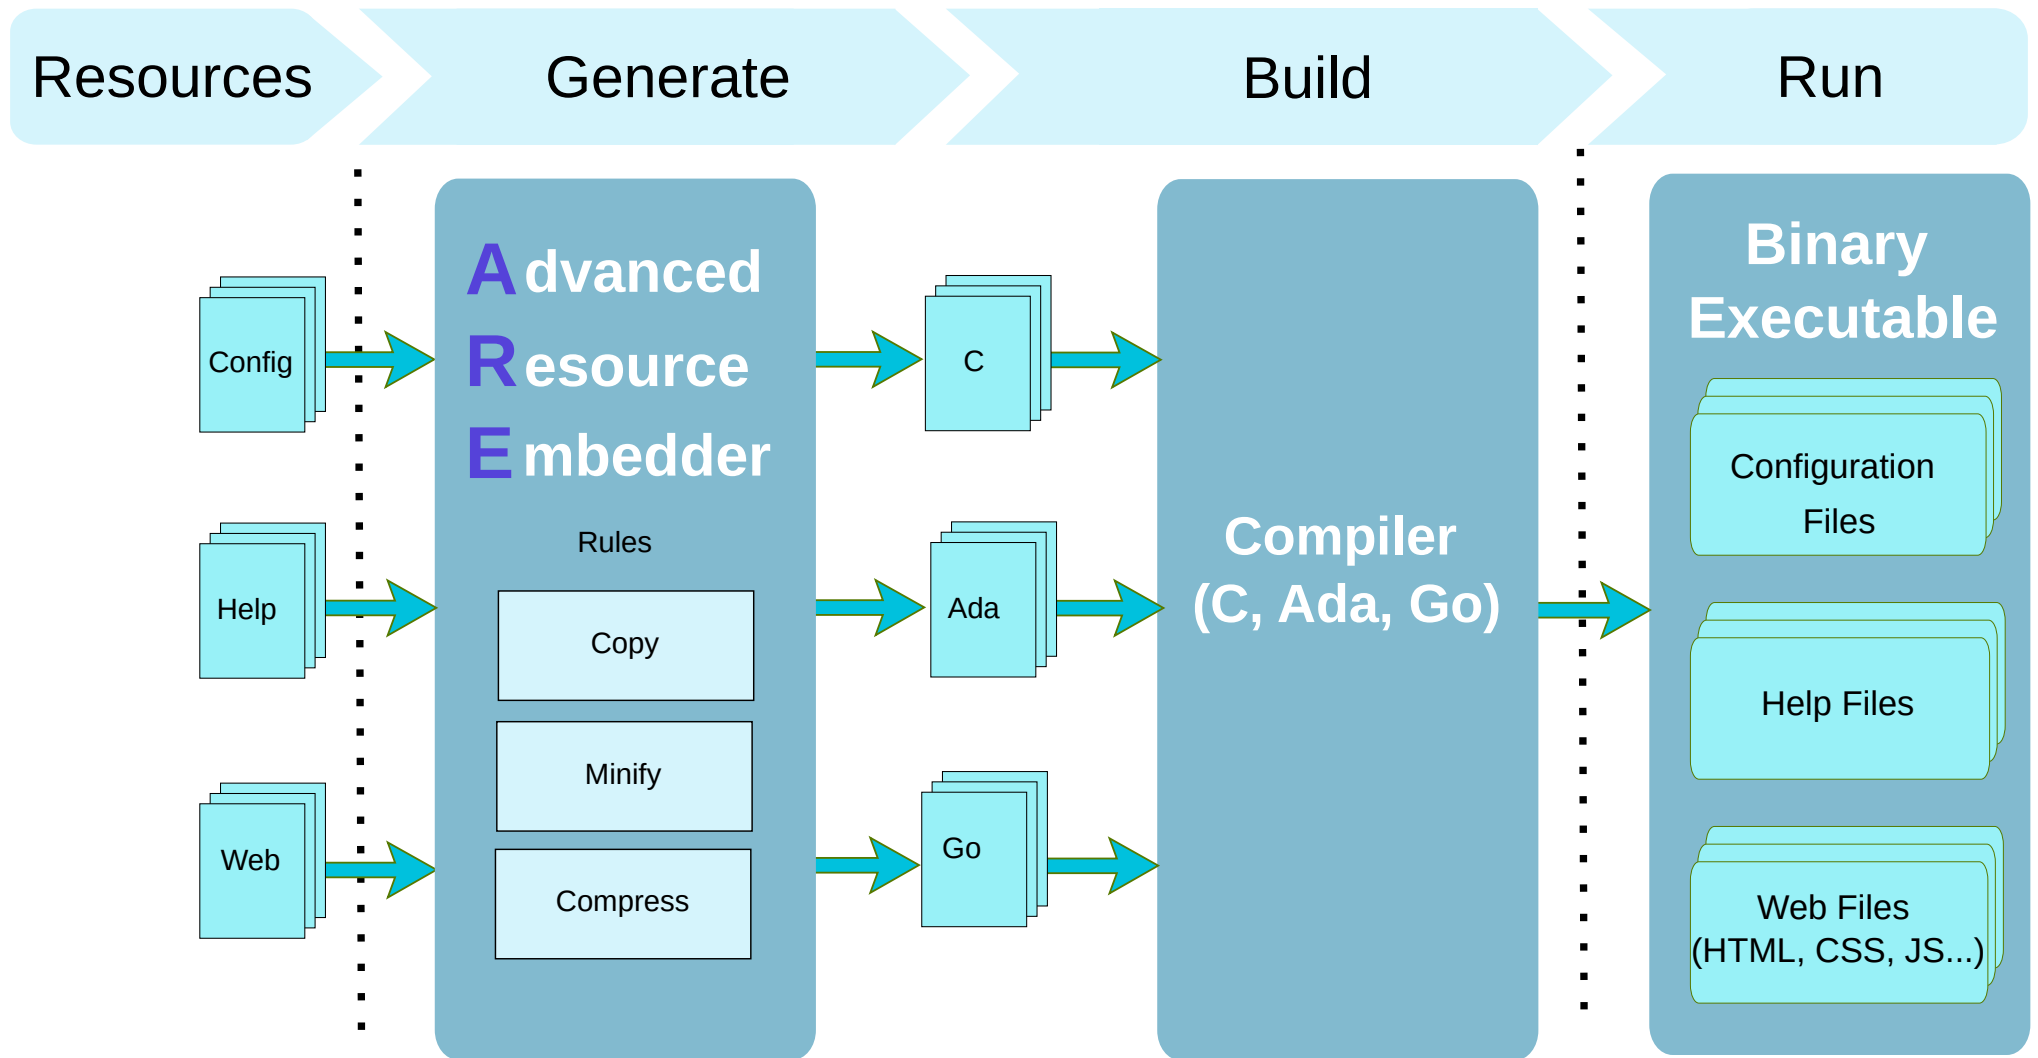 Resources
Generate
Build
Run
Config
Help
Web
Advanced
Resource
Embedder
Rules
Copy
Minify
Compress
C
Ada
Go
Compiler
(C, Ada, Go)
Binary
Executable
Configuration
Files
Help Files
Web Files
(HTML, CSS, JS...)